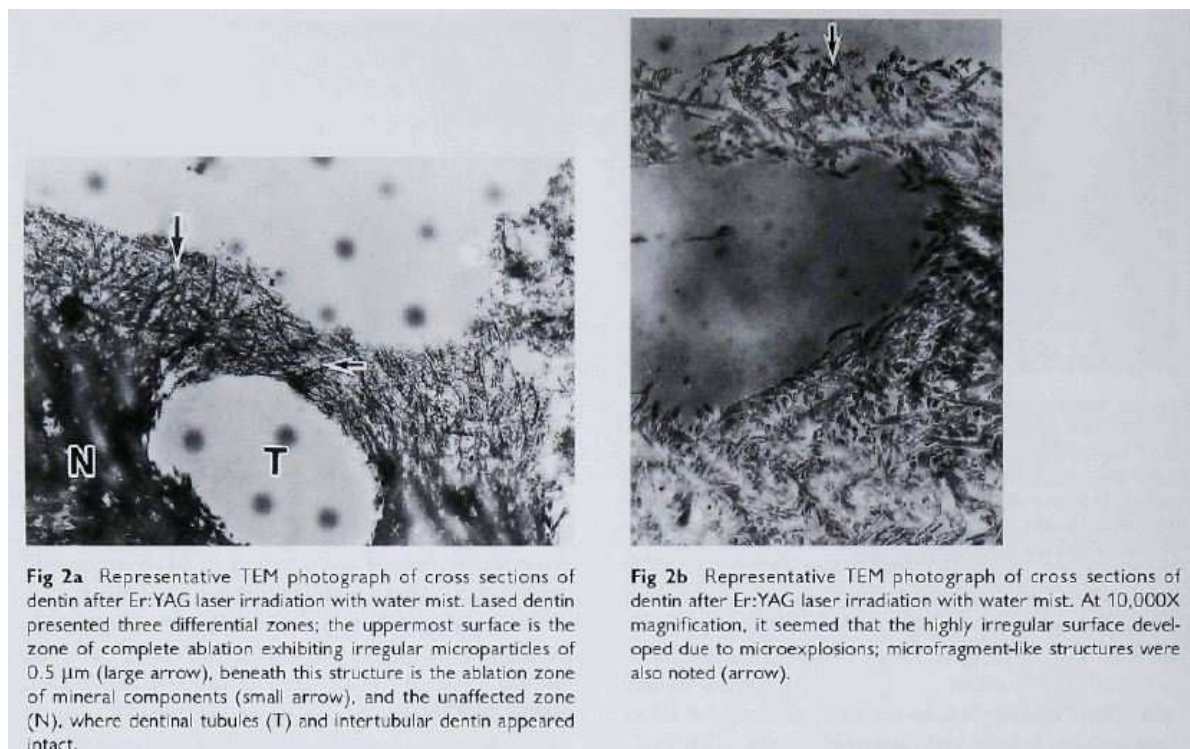 N
T
Fig 2a Representative TEM photograph of cross sections of
dentin after Er:YAG laser irradiation with water mist. Lased dentin
presented three differential zones; the uppermost surface is the
zone of complete ablation exhibiting irregular microparticles of
0.5 µm (large arrow), beneath this structure is the ablation zone
of mineral components (small arrow), and the unaffected zone
(N), where dentinal tubules (T) and intertubular dentin appeared
intact.
Fig 2b Representative TEM photograph of cross sections of
dentin after Er:YAG laser irradiation with water mist. At 10,000X
magnification, it seemed that the highly irregular surface devel-
oped due to microexplosions; microfragment-like structures were
also noted (arrow).